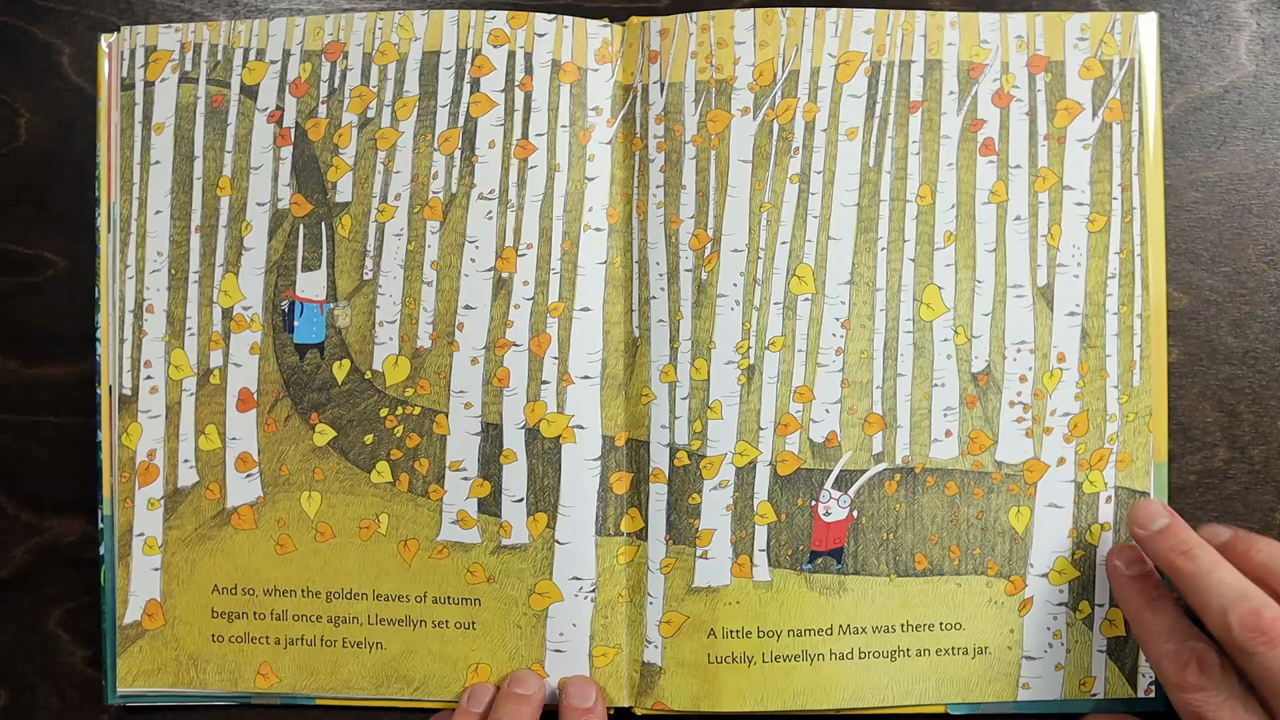 And so, when the golden leaves of autumn
began to fall once again, Llewellyn set out
to collect a jarful for Evelyn.
A little boy named Max was there too.
Luckily, Llewellyn had brought an extra jar.